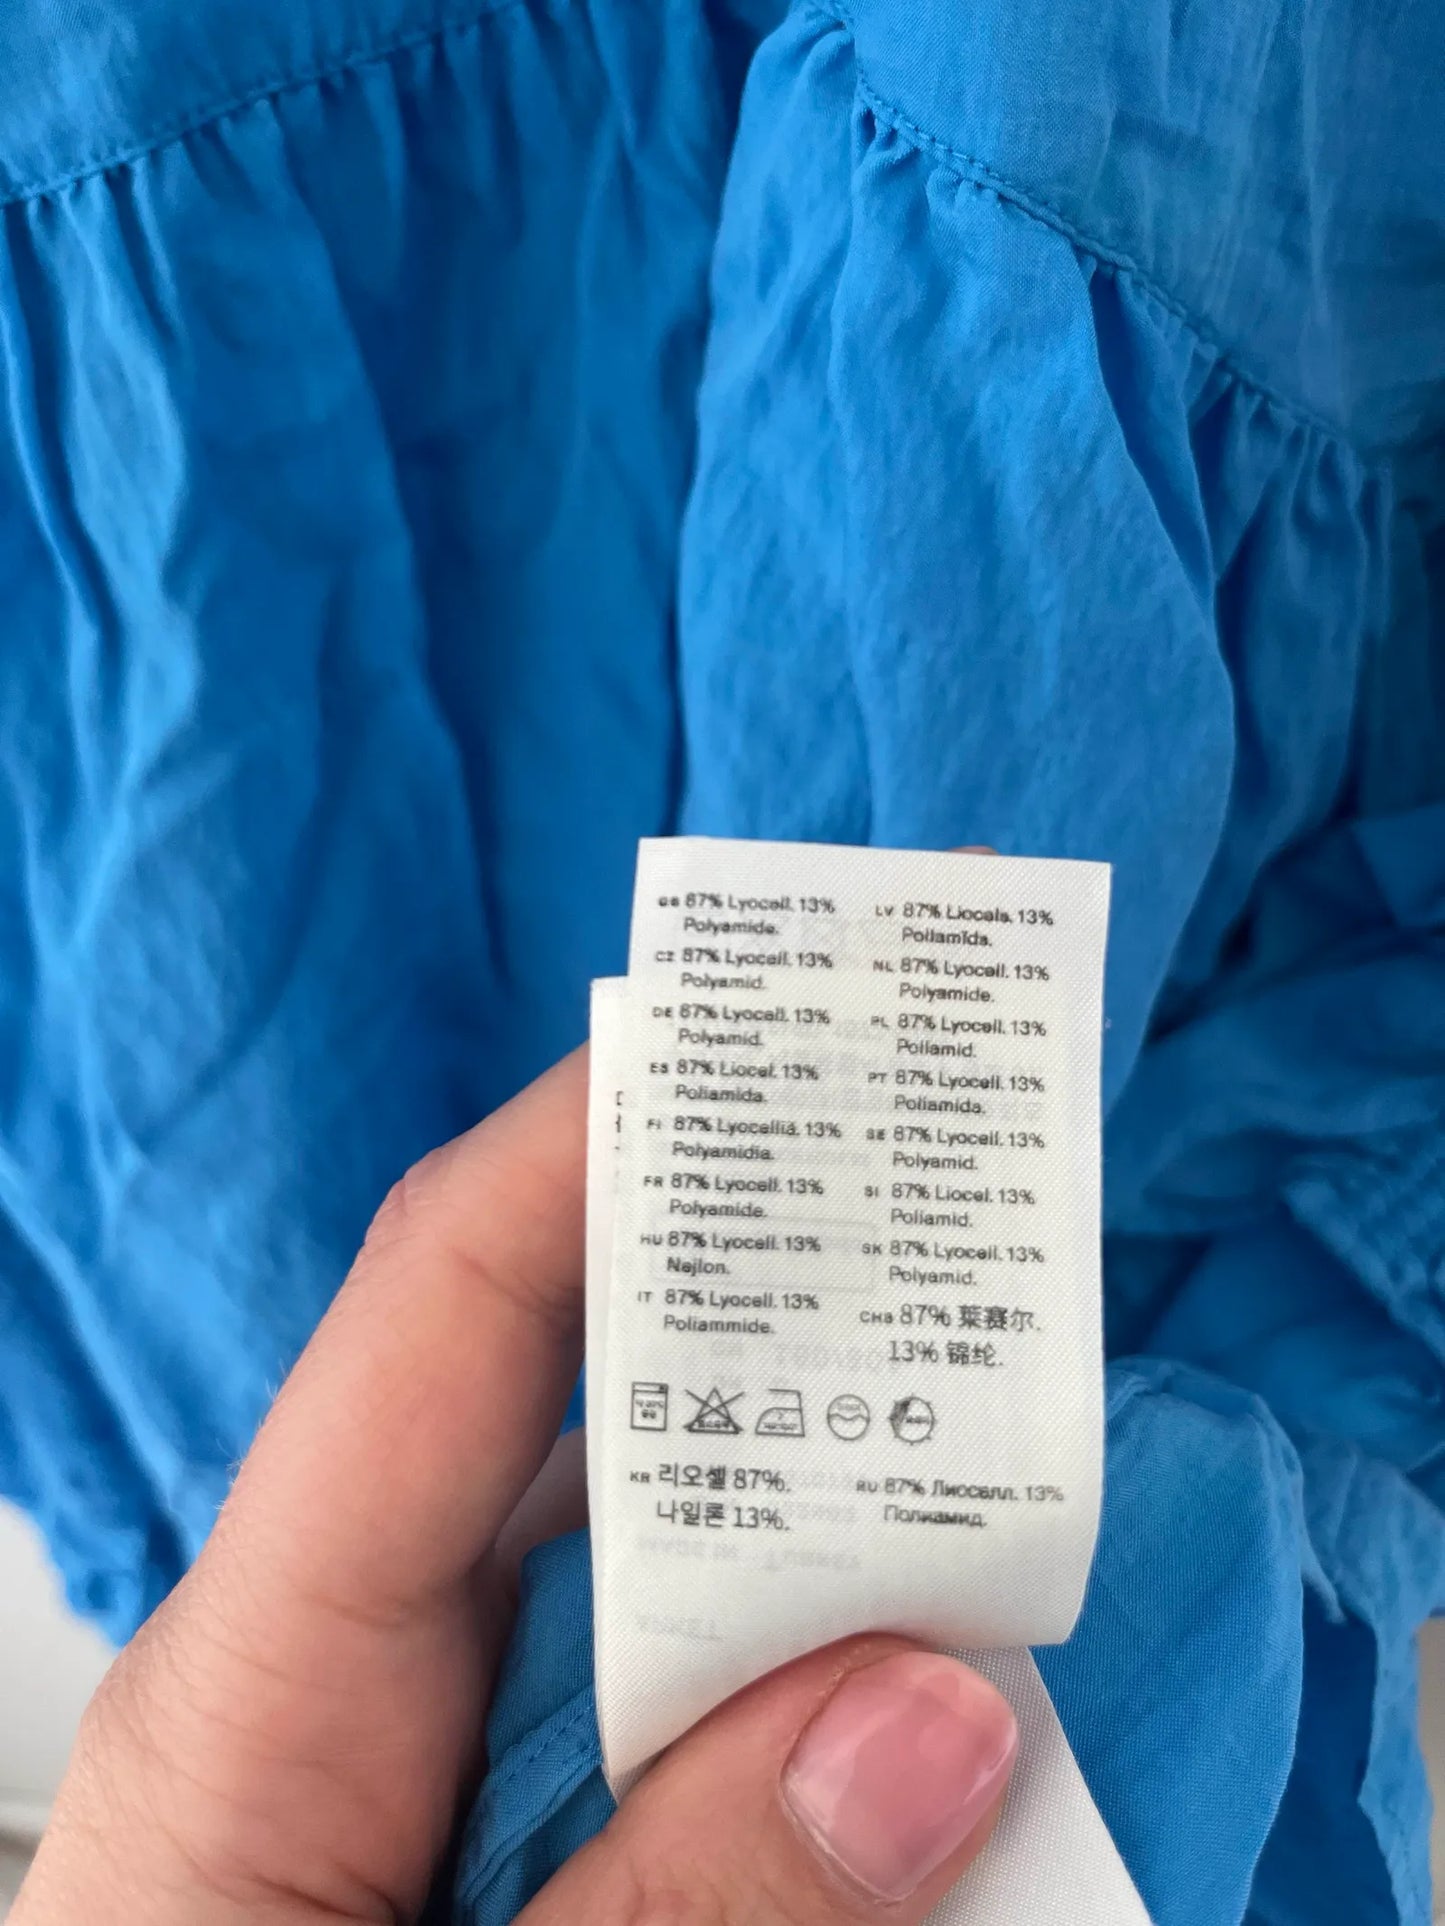 GB 87% Lyocell. 13%
Polyamide.
CZ 87% Lyocell. 13%
Polyamid.
DE 87% Lyocell. 13%
Polyamid.
ES 87% Liocel. 13%
Poliamida.
FI 87% Lyocelliä. 13%
Polyamidia.
FR 87% Lyocell. 13%
Polyamide.
HU 87% Lyocell. 13%
Nejlon.
IT 87% Lyocell. 13%
Poliammide.
LV 87% Liocels. 13%
Poliamīds.
NL 87% Lyocell. 13%
Polyamide.
PL 87% Lyocell. 13%
Poliamid.
PT 87% Lyocell. 13%
Poliamida.
SE 87% Lyocell. 13%
Polyamid.
SI 87% Liocel. 13%
Poliamid.
SK 87% Lyocell. 13%
Polyamid.
CHS 87% 莱赛尔.
13% 锦纶.
KR 리오셀 87%.
나일론 13%.
RU 87% Лиоселл. 13%
Полиамид.